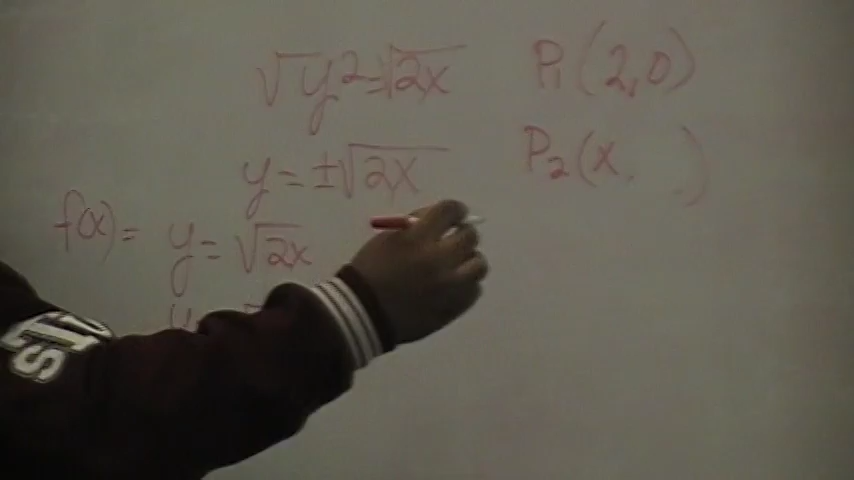 √y²=√2x P₁(2,0)
y = ±√2x P₂(x, )
f(x) = y = √2x
y